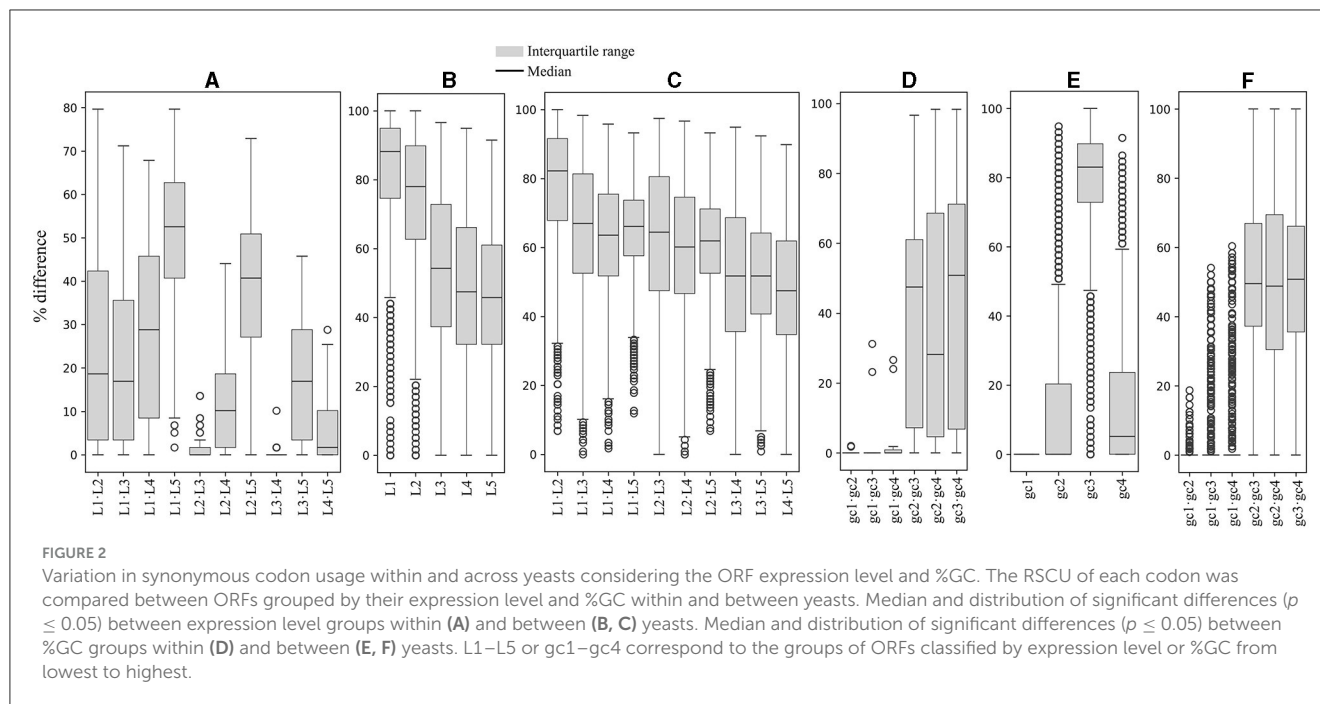 Interquartile range
Median
A
B
C
D
E
F
% difference
80
70
60
50
40
30
20
10
0
L1·L2
L1·L3
L1·L4
L1·L5
L2·L3
L2·L4
L2·L5
L3·L4
L3·L5
L4·L5
100
80
60
40
20
0
L1
L2
L3
L4
L5
100
80
60
40
20
0
L1·L2
L1·L3
L1·L4
L1·L5
L2·L3
L2·L4
L2·L5
L3·L4
L3·L5
L4·L5
100
80
60
40
20
0
gc1·gc2
gc1·gc3
gc1·gc4
gc2·gc3
gc2·gc4
gc3·gc4
100
80
60
40
20
0
gc1
gc2
gc3
gc4
100
80
60
40
20
0
gc1·gc2
gc1·gc3
gc1·gc4
gc2·gc3
gc2·gc4
gc3·gc4
FIGURE 2
Variation in synonymous codon usage within and across yeasts considering the ORF expression level and %GC. The RSCU of each codon was
compared between ORFs grouped by their expression level and %GC within and between yeasts. Median and distribution of significant differences (p
≤ 0.05) between expression level groups within (A) and between (B, C) yeasts. Median and distribution of significant differences (p ≤ 0.05) between
%GC groups within (D) and between (E, F) yeasts. L1–L5 or gc1–gc4 correspond to the groups of ORFs classified by expression level or %GC from
lowest to highest.